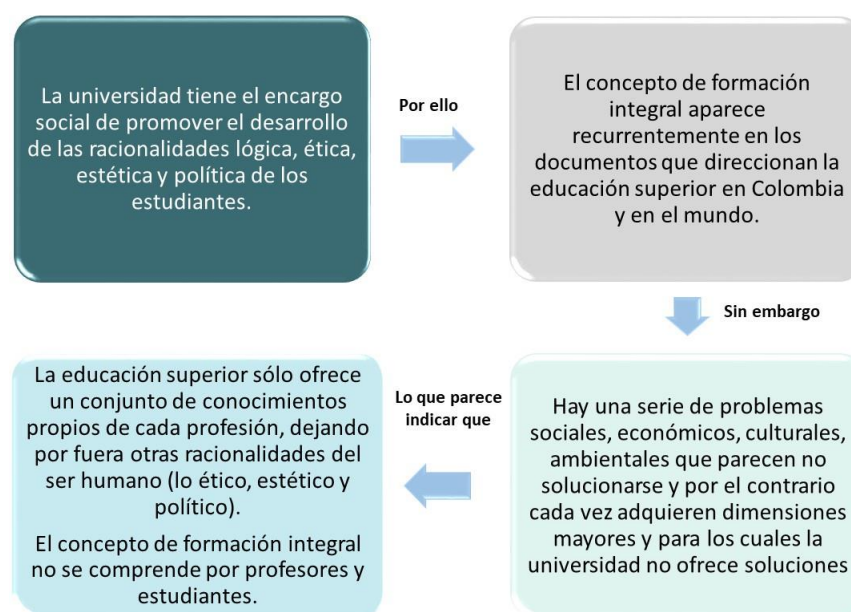 La universidad tiene el encargo
social de promover el desarrollo
de las racionalidades lógica, ética,
estética y política de los
estudiantes.
Por ello
El concepto de formación
integral aparece
recurrentemente en los
documentos que direccionan la
educación superior en Colombia
y en el mundo.
Sin embargo
Hay una serie de problemas
sociales, económicos, culturales,
ambientales que parecen no
solucionarse y por el contrario
cada vez adquieren dimensiones
mayores y para los cuales la
universidad no ofrece soluciones
Lo que parece
indicar que
La educación superior sólo ofrece
un conjunto de conocimientos
propios de cada profesión, dejando
por fuera otras racionalidades del
ser humano (lo ético, estético y
político).
El concepto de formación integral
no se comprende por profesores y
estudiantes.